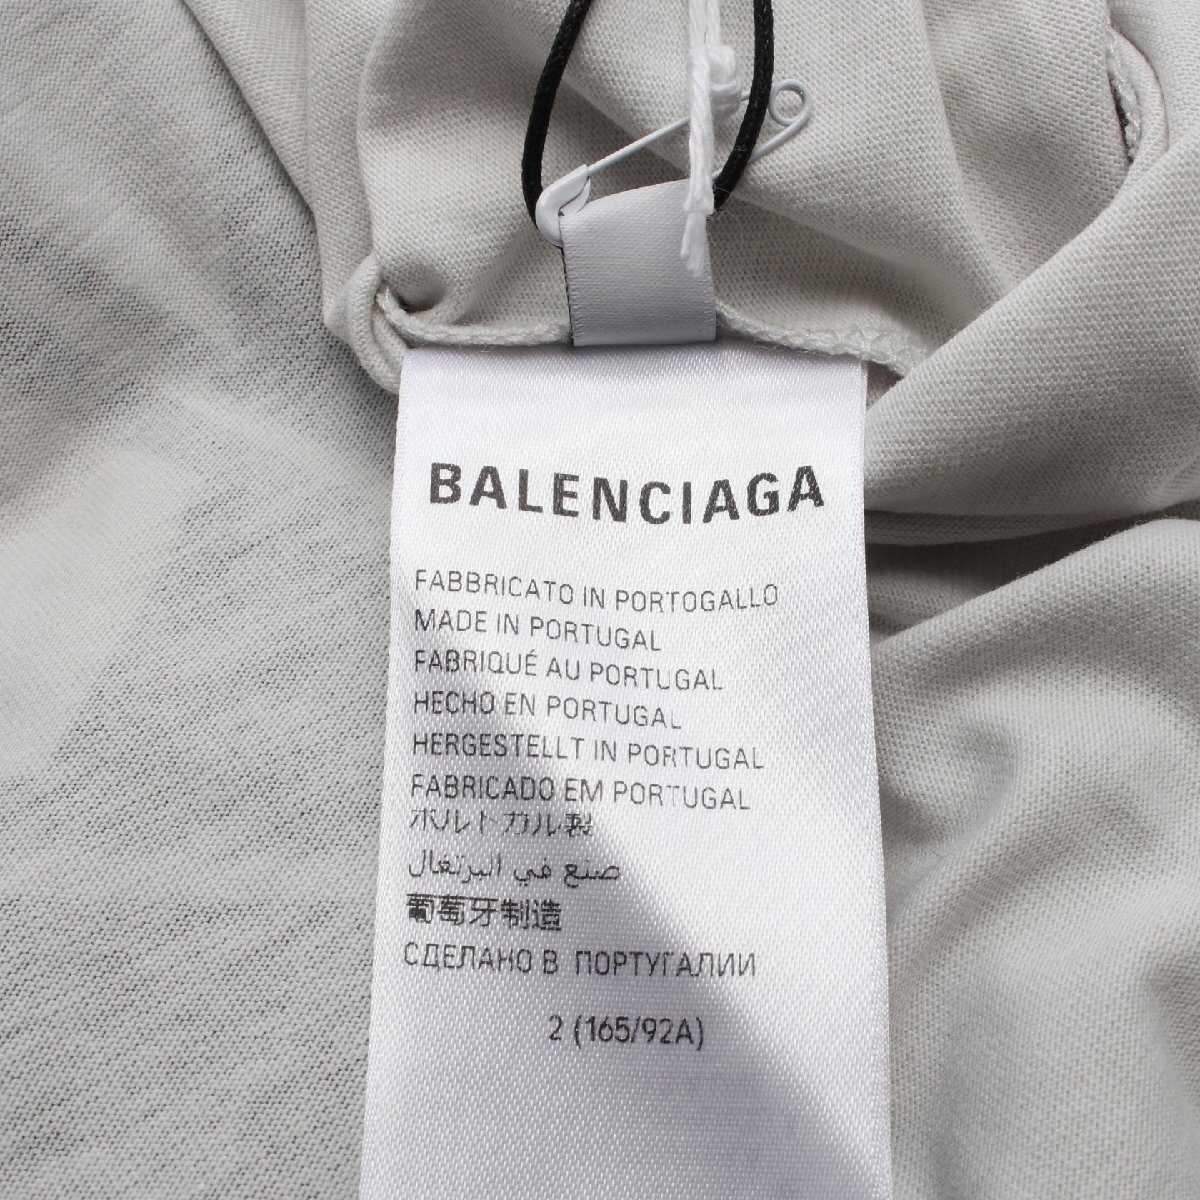 BALENCIAGA
FABBRICATO IN PORTOGALLO
MADE IN PORTUGAL
FABRIQUÉ AU PORTUGAL
HECHO EN PORTUGAL
HERGESTELLT IN PORTUGAL
FABRICADO EM PORTUGAL
ポルトガル製
صنع في البرتغال
葡萄牙制造
СДЕЛАНО В ПОРТУГАЛИИ
2 (165/92A)